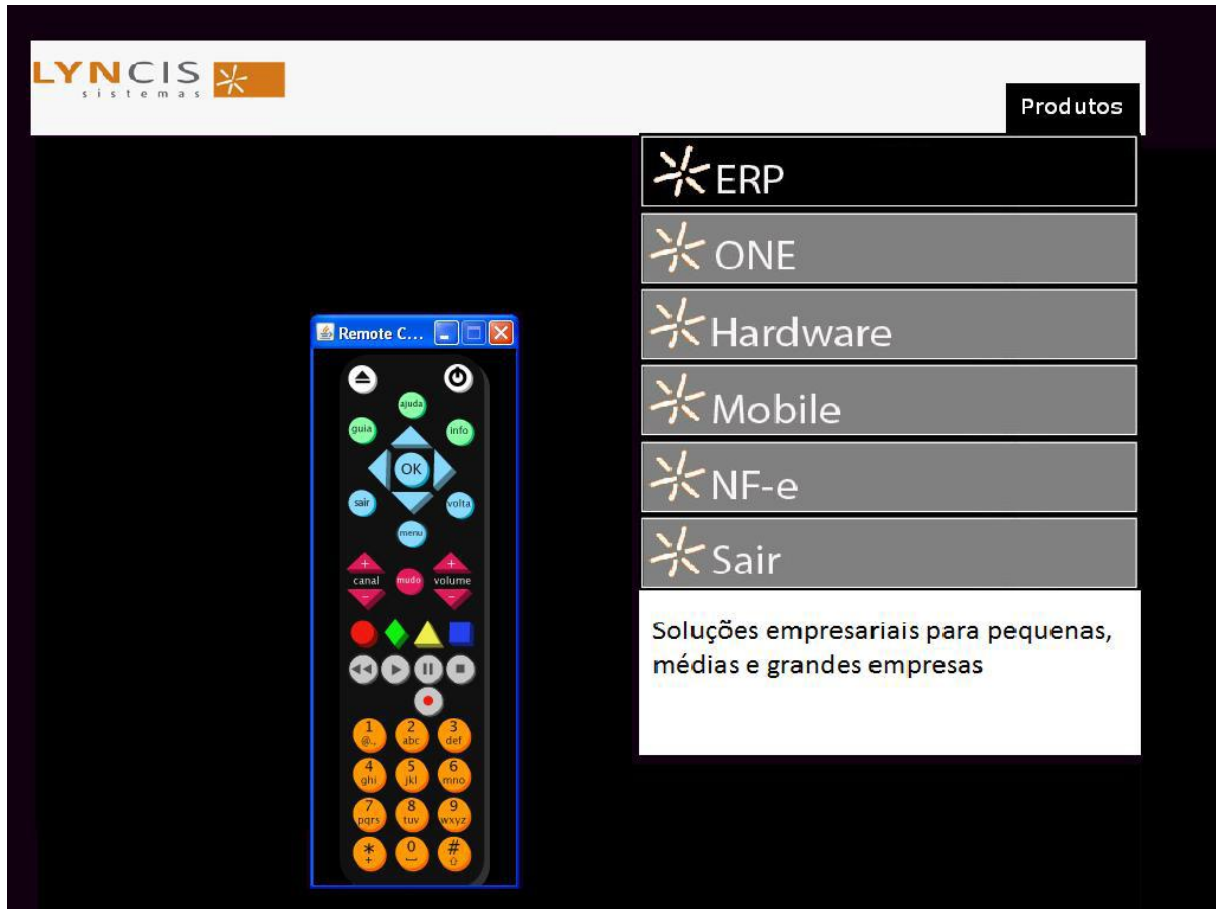 LYNCIS
sistemas
Produtos
ERP
ONE
Hardware
Mobile
NF-e
Sair
Soluções empresariais para pequenas,
médias e grandes empresas
Remote C...
ajuda
guia
info
OK
sair
volta
menu
+ +
canal mudo volume
- -
1 2 3
@., abc def
4 5 6
ghi jkl mno
7 8 9
pqrs tuv wxyz
* 0 #
+